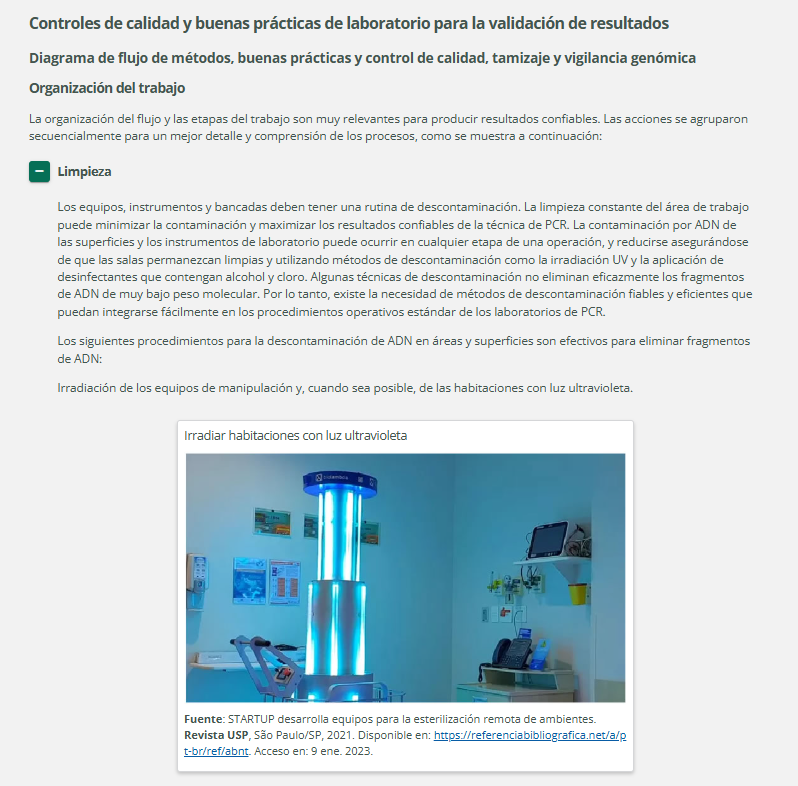 Controles de calidad y buenas prácticas de laboratorio para la validación de resultados
Diagrama de flujo de métodos, buenas prácticas y control de calidad, tamizaje y vigilancia genómica
Organización del trabajo
La organización del flujo y las etapas del trabajo son muy relevantes para producir resultados confiables. Las acciones se agruparon
secuencialmente para un mejor detalle y comprensión de los procesos, como se muestra a continuación:
Limpieza
Los equipos, instrumentos y bancadas deben tener una rutina de descontaminación. La limpieza constante del área de trabajo
puede minimizar la contaminación y maximizar los resultados confiables de la técnica de PCR. La contaminación por ADN de
las superficies y los instrumentos de laboratorio puede ocurrir en cualquier etapa de una operación, y reducirse asegurándose
de que las salas permanezcan limpias y utilizando métodos de descontaminación como la irradiación UV y la aplicación de
desinfectantes que contengan alcohol y cloro. Algunas técnicas de descontaminación no eliminan eficazmente los fragmentos
de ADN de muy bajo peso molecular. Por lo tanto, existe la necesidad de métodos de descontaminación fiables y eficientes que
puedan integrarse fácilmente en los procedimientos operativos estándar de los laboratorios de PCR.
Los siguientes procedimientos para la descontaminación de ADN en áreas y superficies son efectivos para eliminar fragmentos
de ADN:
Irradiación de los equipos de manipulación y, cuando sea posible, de las habitaciones con luz ultravioleta.
Irradiar habitaciones con luz ultravioleta
Fuente: STARTUP desarrolla equipos para la esterilización remota de ambientes.
Revista USP, São Paulo/SP, 2021. Disponible en: https://referenciabibliografica.net/a/p
t-br/ref/abnt. Acceso en: 9 ene. 2023.